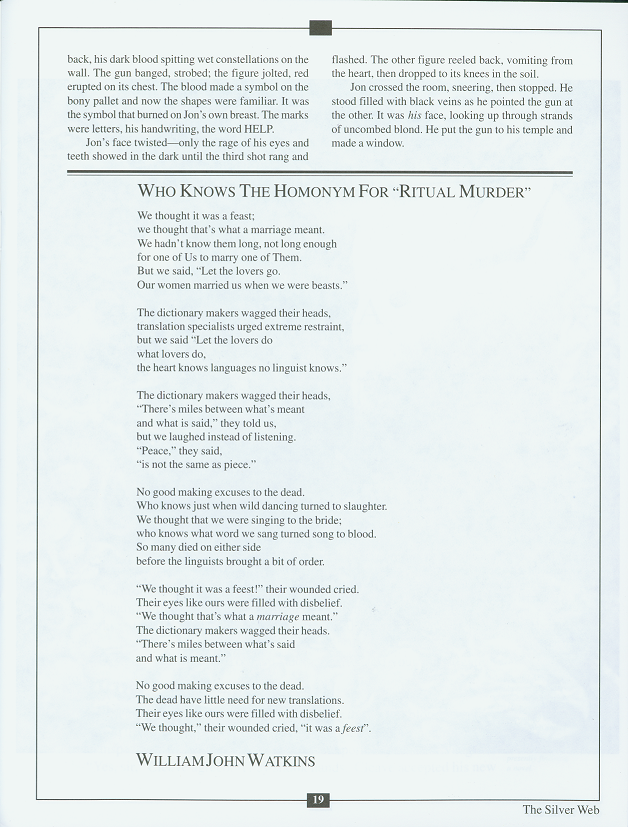 back, his dark blood spitting wet constellations on the
wall. The gun banged, strobed; the figure jolted, red
erupted on its chest. The blood made a symbol on the
bony pallet and now the shapes were familiar. It was
the symbol that burned on Jon's own breast. The marks
were letters, his handwriting, the word HELP.
Jon's face twisted—only the rage of his eyes and
teeth showed in the dark until the third shot rang and
flashed. The other figure reeled back, vomiting from
the heart, then dropped to its knees in the soil.
Jon crossed the room, sneering, then stopped. He
stood filled with black veins as he pointed the gun at
the other. It was his face, looking up through strands
of uncombed blond. He put the gun to his temple and
made a window.
WHO KNOWS THE HOMONYM FOR “RITUAL MURDER”
We thought it was a feast;
we thought that's what a marriage meant.
We hadn't know them long, not long enough
for one of Us to marry one of Them.
But we said, “Let the lovers go.
Our women married us when we were beasts.”
The dictionary makers wagged their heads,
translation specialists urged extreme restraint,
but we said “Let the lovers do
what lovers do,
the heart knows languages no linguist knows.”
The dictionary makers wagged their heads,
“There's miles between what's meant
and what is said,” they told us,
but we laughed instead of listening.
“Peace,” they said,
“is not the same as piece.”
No good making excuses to the dead.
Who knows just when wild dancing turned to slaughter.
We thought that we were singing to the bride;
who knows what word we sang turned song to blood.
So many died on either side
before the linguists brought a bit of order.
“We thought it was a feest!” their wounded cried.
Their eyes like ours were filled with disbelief.
“We thought that's what a marriage meant.”
The dictionary makers wagged their heads.
“There's miles between what's said
and what is meant.”
No good making excuses to the dead.
The dead have little need for new translations.
Their eyes like ours were filled with disbelief.
“We thought,” their wounded cried, “it was a feest”.
WILLIAM JOHN WATKINS
19
The Silver Web